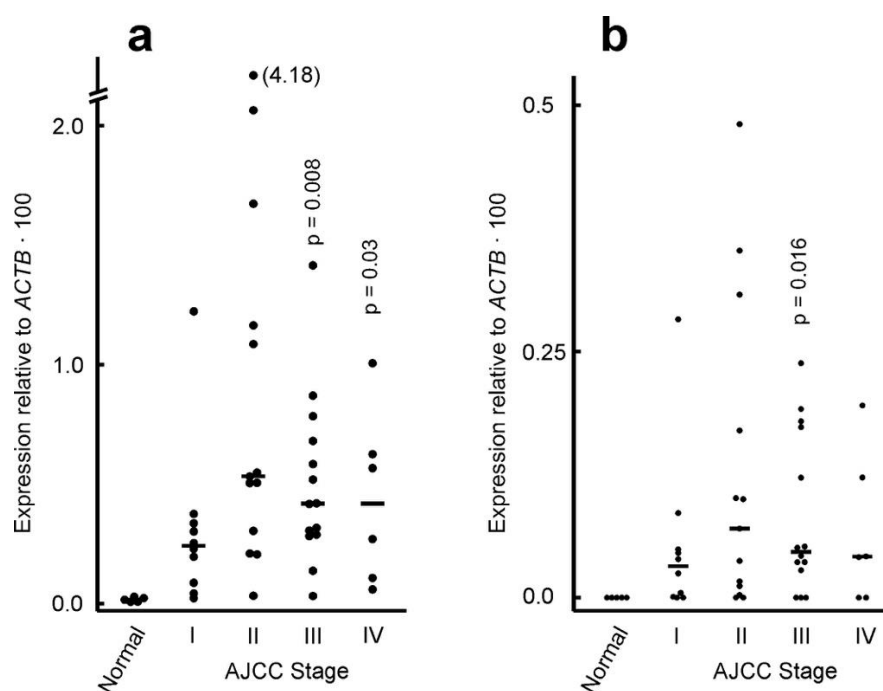 a
(4.18)
2.0
1.0
0.0
Expression relative to ACTB · 100
p = 0.008
p = 0.03
Normal
I II III IV
AJCC Stage
b
0.5
0.25
0.0
Expression relative to ACTB · 100
p = 0.016
Normal
I II III IV
AJCC Stage